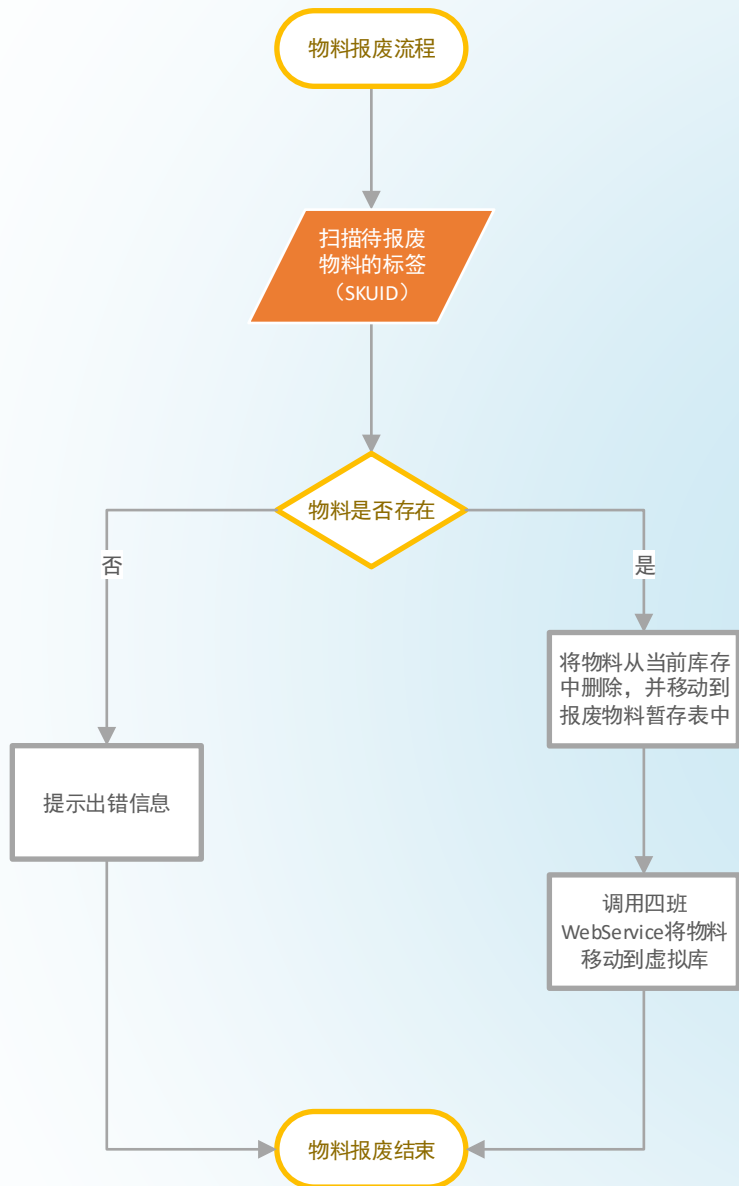 物料报废流程
扫描待报废
物料的标签
（SKUID）
物料是否存在
否
是
将物料从当前库存
中删除，并移动到
报废物料暂存表中
提示出错信息
调用四班
WebService将物料
移动到虚拟库
物料报废结束